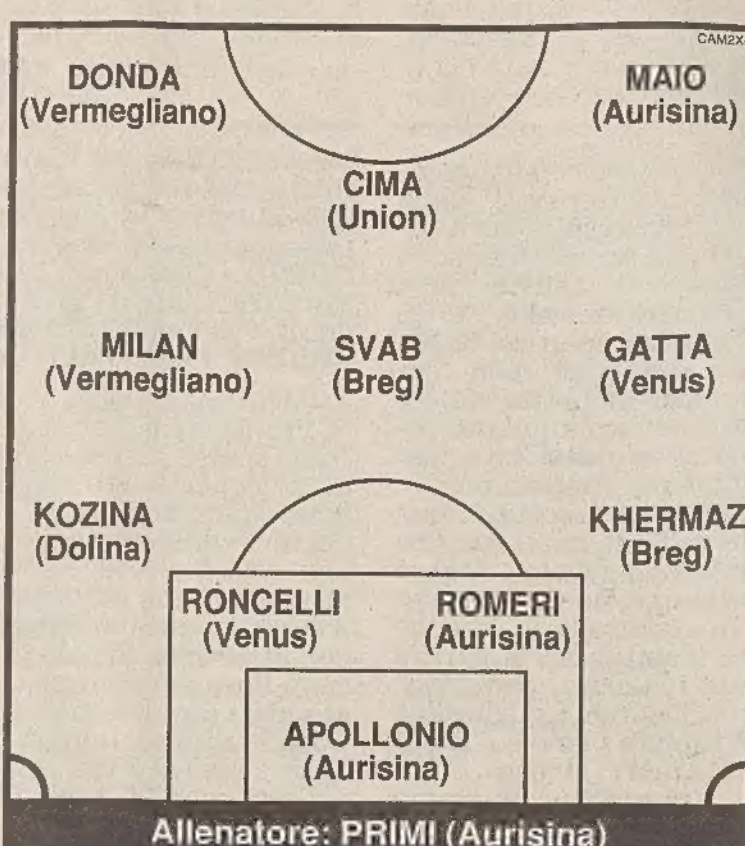 CAM2X
DONDA
(Vermegliano)
MAIO
(Aurisina)
CIMA
(Union)
MILAN
(Vermegliano)
SVAB
(Breg)
GATTA
(Venus)
KOZINA
(Dolina)
KHERMAZ
(Breg)
RONCELLI
(Venus)
ROMERI
(Aurisina)
APOLLONIO
(Aurisina)
Allenatore: PRIMI (Aurisina)